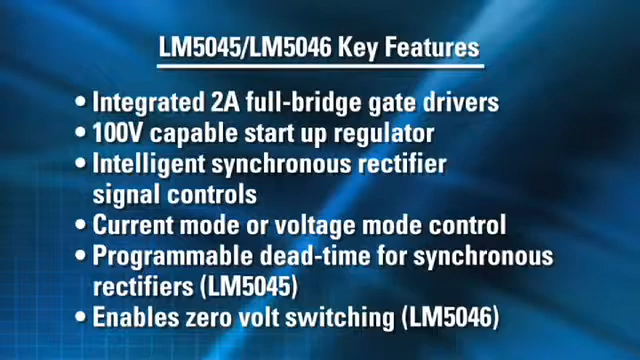 LM5045/LM5046 Key Features
• Integrated 2A full-bridge gate drivers
• 100V capable start up regulator
• Intelligent synchronous rectifier
signal controls
• Current mode or voltage mode control
• Programmable dead-time for synchronous
rectifiers (LM5045)
• Enables zero volt switching (LM5046)